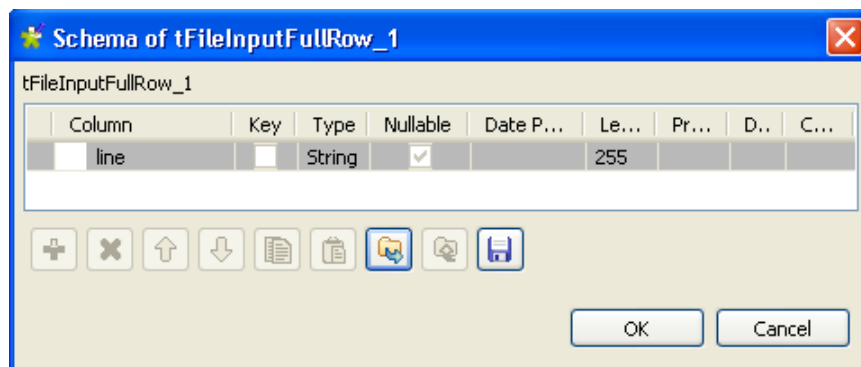 Schema of tFileInputFullRow_1
tFileInputFullRow_1
Column Key Type Nullable Date P... Le... Pr... D.. C...
line String 255
OK Cancel